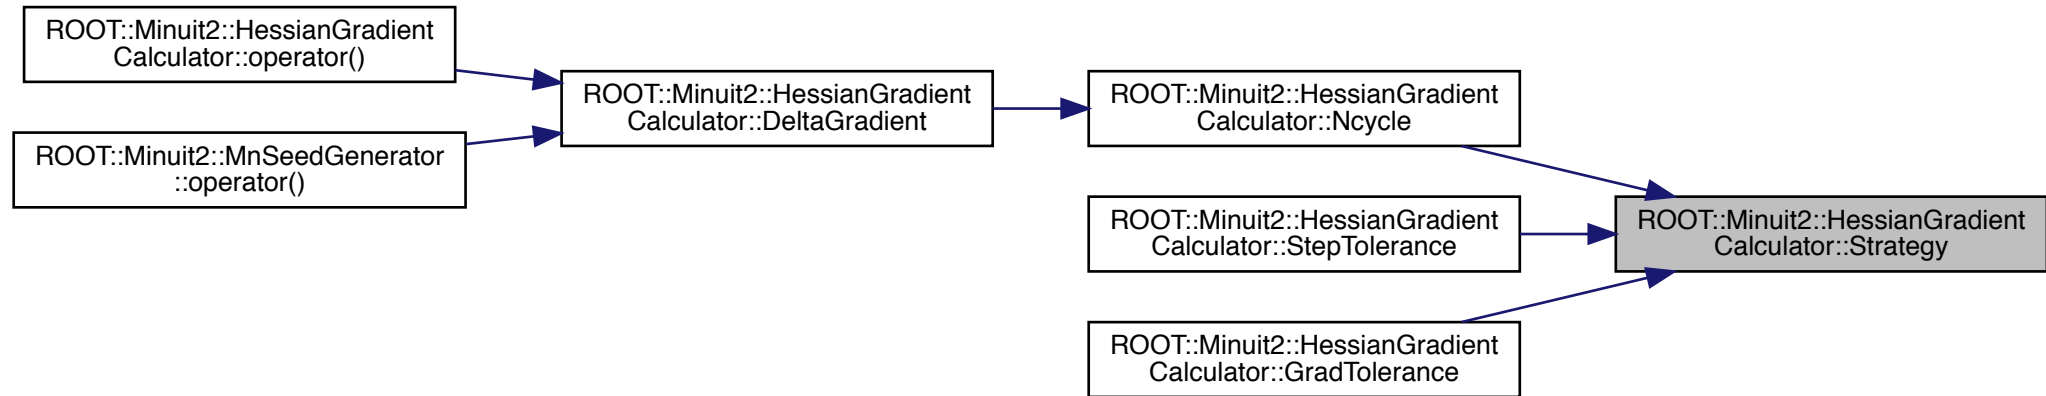 ROOT::Minuit2::HessianGradient
Calculator::operator()
ROOT::Minuit2::MnSeedGenerator
::operator()
ROOT::Minuit2::HessianGradient
Calculator::DeltaGradient
ROOT::Minuit2::HessianGradient
Calculator::Ncycle
ROOT::Minuit2::HessianGradient
Calculator::StepTolerance
ROOT::Minuit2::HessianGradient
Calculator::GradTolerance
ROOT::Minuit2::HessianGradient
Calculator::Strategy